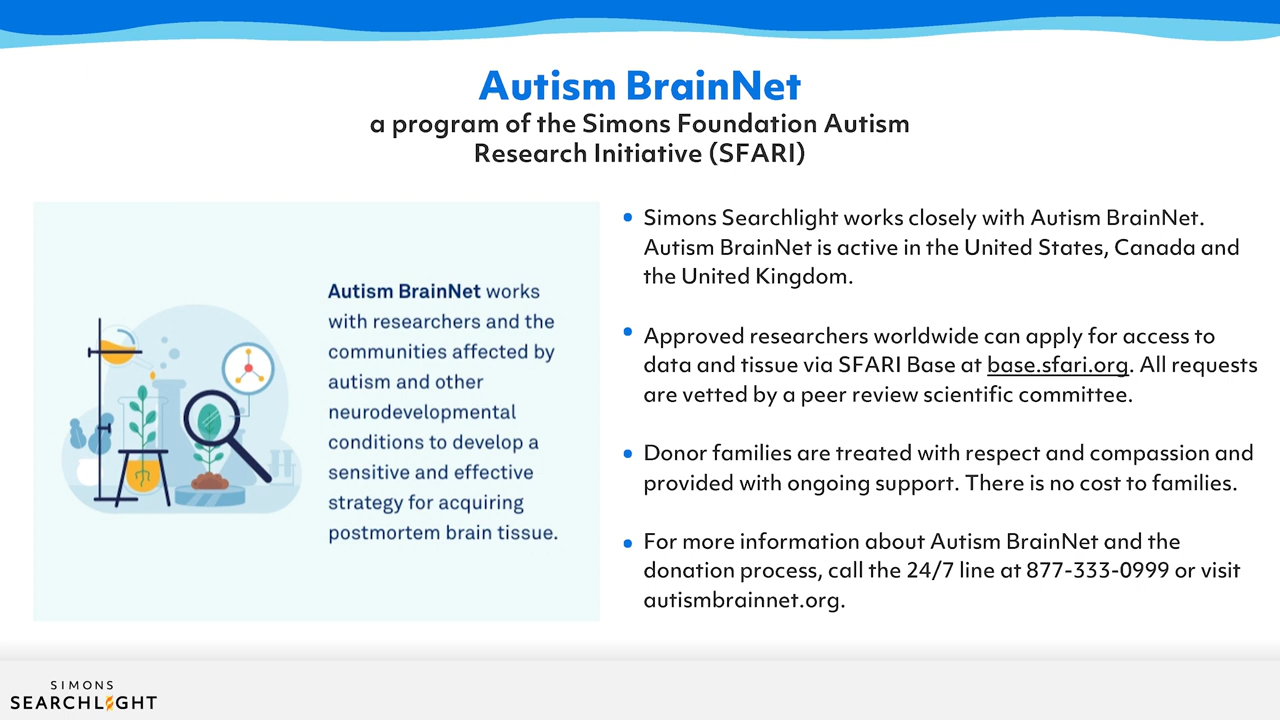 Autism BrainNet
a program of the Simons Foundation Autism
Research Initiative (SFARI)
Autism BrainNet works
with researchers and the
communities affected by
autism and other
neurodevelopmental
conditions to develop a
sensitive and effective
strategy for acquiring
postmortem brain tissue.
• Simons Searchlight works closely with Autism BrainNet.
Autism BrainNet is active in the United States, Canada and
the United Kingdom.
• Approved researchers worldwide can apply for access to
data and tissue via SFARI Base at base.sfari.org. All requests
are vetted by a peer review scientific committee.
• Donor families are treated with respect and compassion and
provided with ongoing support. There is no cost to families.
• For more information about Autism BrainNet and the
donation process, call the 24/7 line at 877-333-0999 or visit
autismbrainnet.org.
SIMONS
SEARCHLIGHT